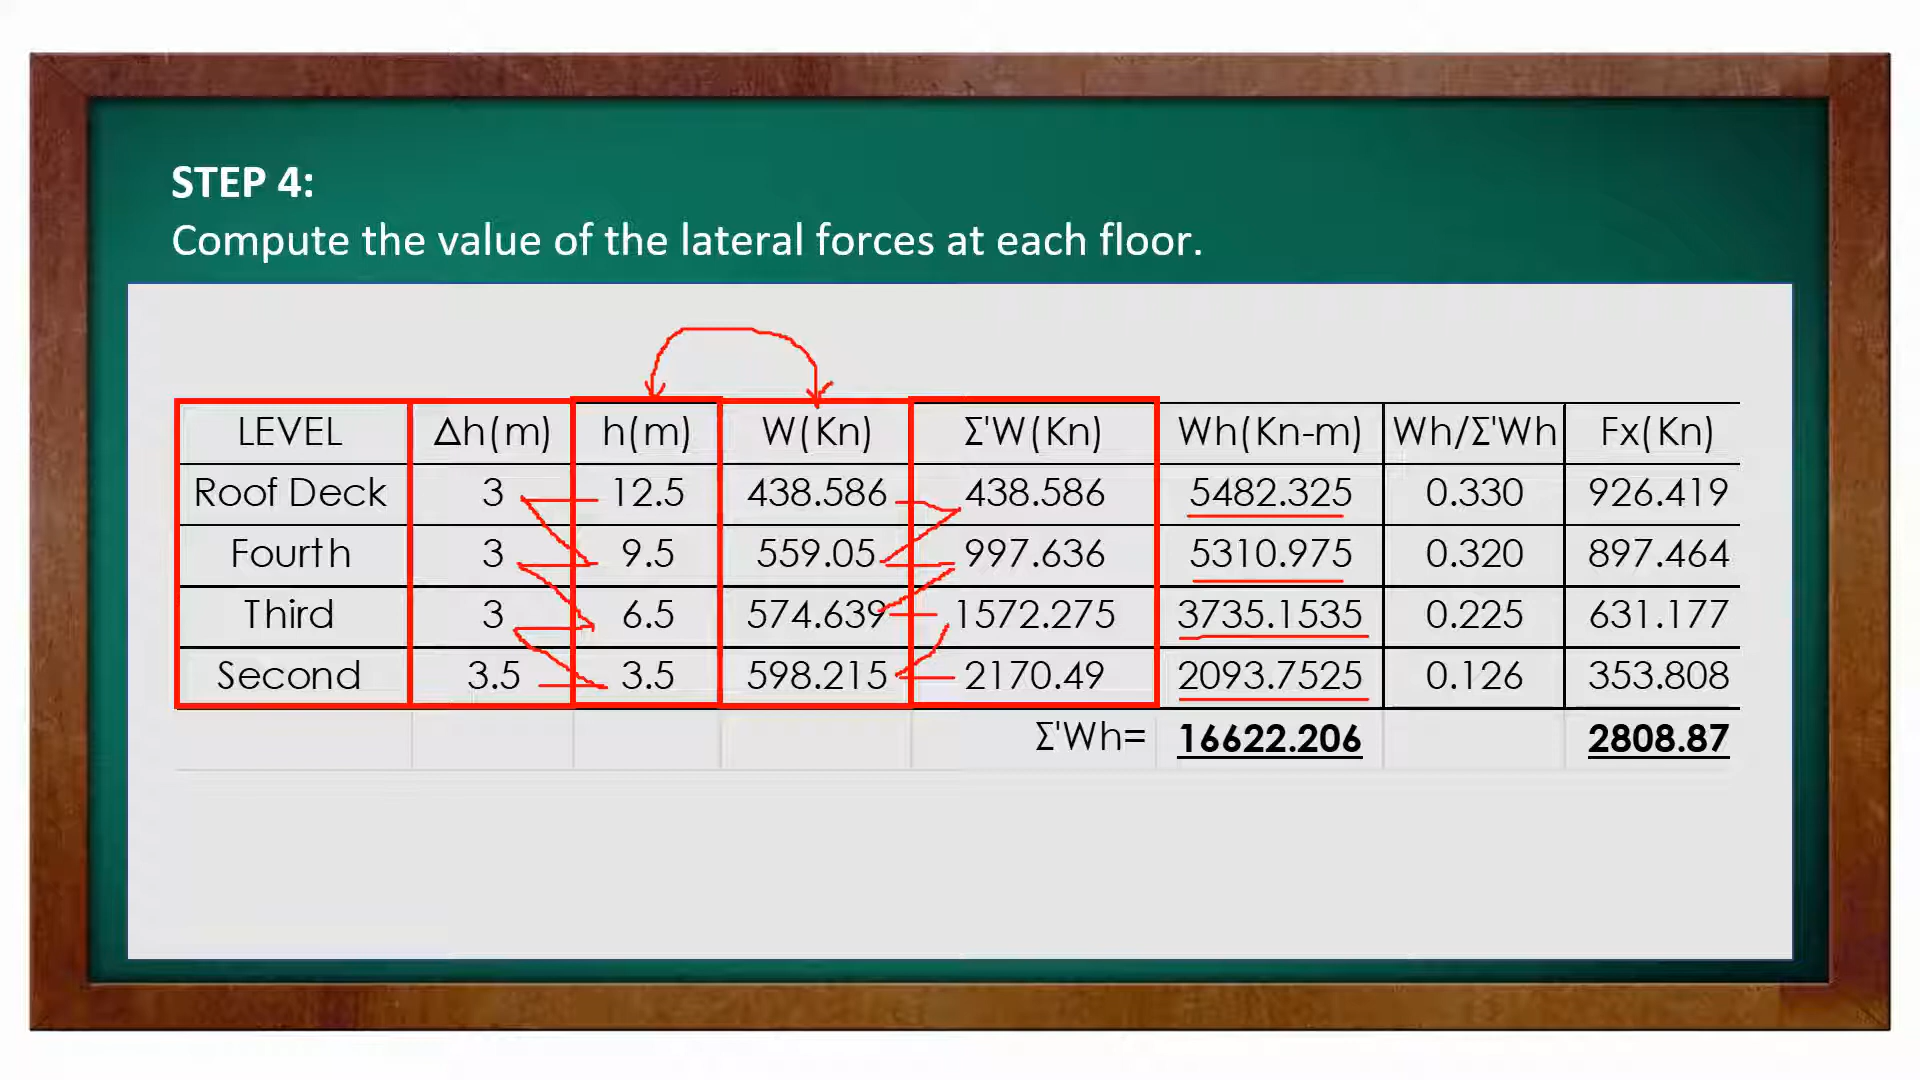 STEP 4:
Compute the value of the lateral forces at each floor.
LEVEL Δh(m) h(m) W(Kn) Σ'W(Kn) Wh(Kn-m) Wh/Σ'Wh Fx(Kn)
Roof Deck 3 12.5 438.586 438.586 5482.325 0.330 926.419
Fourth 3 9.5 559.05 997.636 5310.975 0.320 897.464
Third 3 6.5 574.639 1572.275 3735.1535 0.225 631.177
Second 3.5 3.5 598.215 2170.49 2093.7525 0.126 353.808
Σ'Wh= 16622.206 2808.87